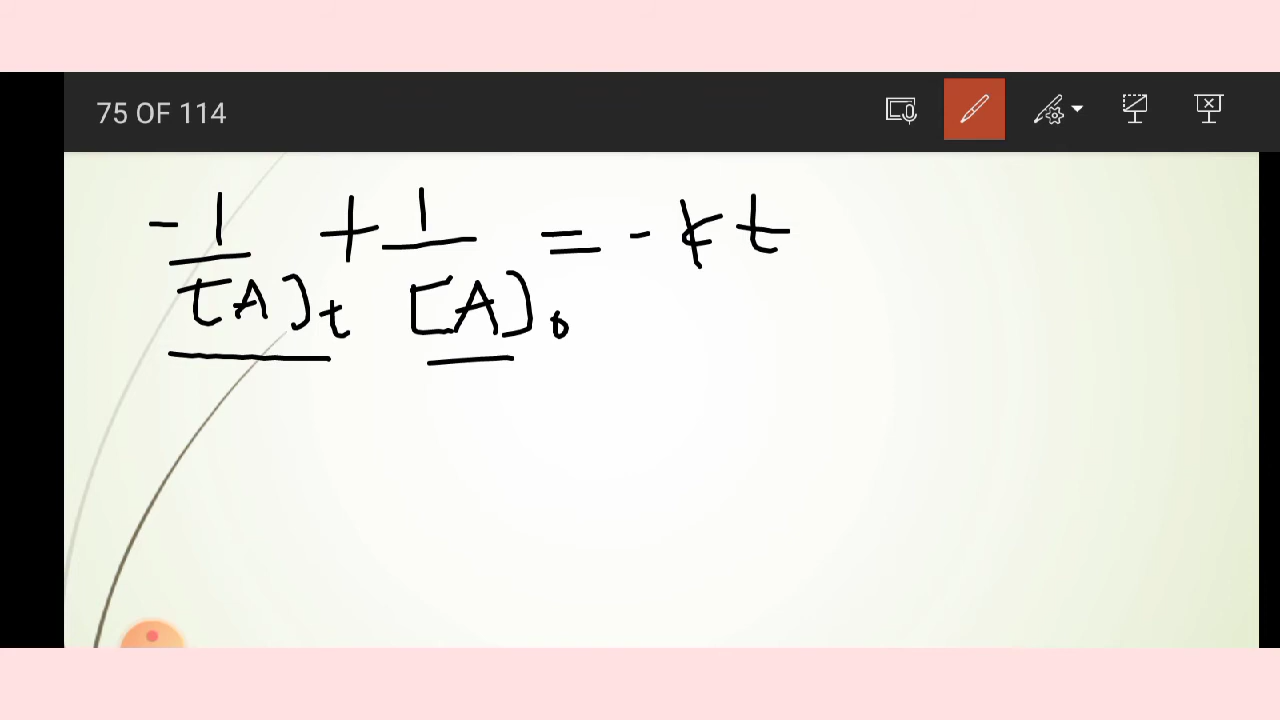 75 OF 114
- 1/[A]t + 1/[A]0 = - kt